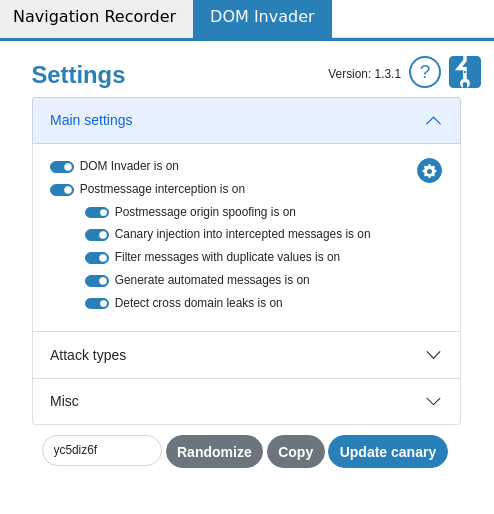 Navigation Recorder DOM Invader
Settings Version: 1.3.1 ?
Main settings
DOM Invader is on
Postmessage interception is on
Postmessage origin spoofing is on
Canary injection into intercepted messages is on
Filter messages with duplicate values is on
Generate automated messages is on
Detect cross domain leaks is on
Attack types
Misc
yc5diz6f Randomize Copy Update canary